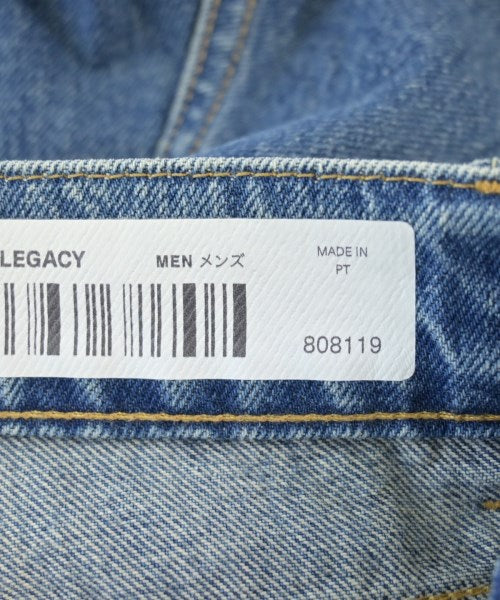 LEGACY
MEN メンズ
MADE IN
PT
808119